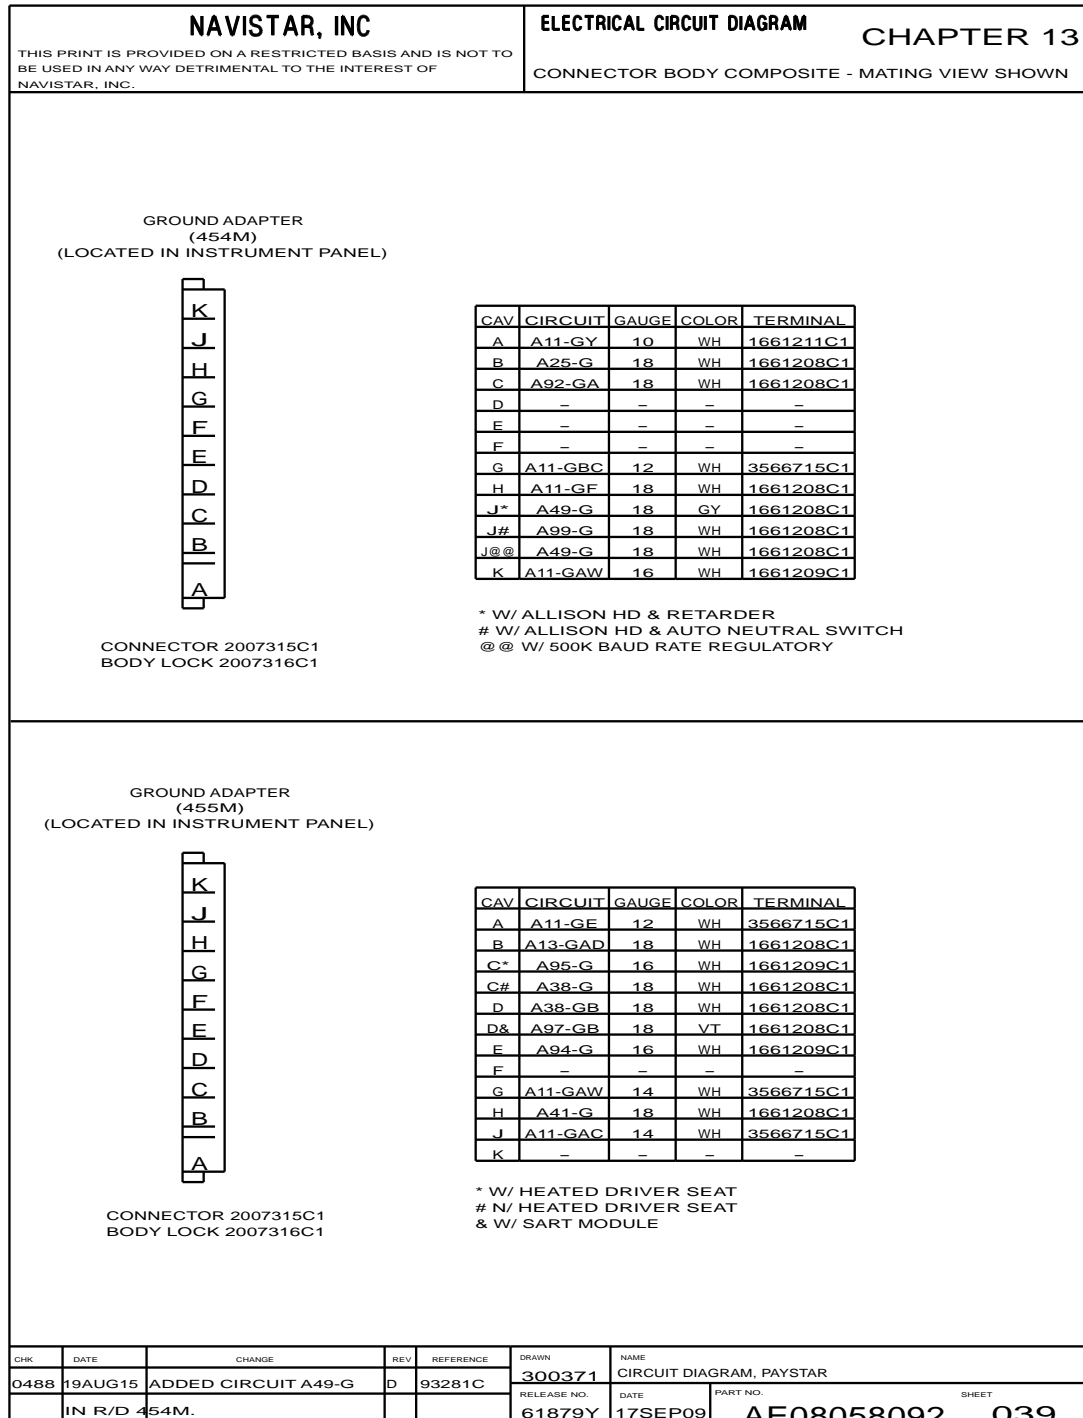 NAVISTAR, INC
THIS PRINT IS PROVIDED ON A RESTRICTED BASIS AND IS NOT TO
BE USED IN ANY WAY DETRIMENTAL TO THE INTEREST OF
NAVISTAR, INC.
ELECTRICAL CIRCUIT DIAGRAM
CHAPTER 13
CONNECTOR BODY COMPOSITE - MATING VIEW SHOWN
GROUND ADAPTER
(454M)
(LOCATED IN INSTRUMENT PANEL)
K
J
H
G
F
E
D
C
B
A
CONNECTOR 2007315C1
BODY LOCK 2007316C1
CAV CIRCUIT GAUGE COLOR TERMINAL
A A11-GY 10 WH 1661211C1
B A25-G 18 WH 1661208C1
C A92-GA 18 WH 1661208C1
D – – – –
E – – – –
F – – – –
G A11-GBC 12 WH 3566715C1
H A11-GF 18 WH 1661208C1
J* A49-G 18 GY 1661208C1
J# A99-G 18 WH 1661208C1
J@@ A49-G 18 WH 1661208C1
K A11-GAW 16 WH 1661209C1
* W/ ALLISON HD & RETARDER
# W/ ALLISON HD & AUTO NEUTRAL SWITCH
@@ W/ 500K BAUD RATE REGULATORY
GROUND ADAPTER
(455M)
(LOCATED IN INSTRUMENT PANEL)
K
J
H
G
F
E
D
C
B
A
CONNECTOR 2007315C1
BODY LOCK 2007316C1
CAV CIRCUIT GAUGE COLOR TERMINAL
A A11-GE 12 WH 3566715C1
B A13-GAD 18 WH 1661208C1
C* A95-G 16 WH 1661209C1
C# A38-G 18 WH 1661208C1
D A38-GB 18 WH 1661208C1
D& A97-GB 18 VT 1661208C1
E A94-G 16 WH 1661209C1
F – – – –
G A11-GAW 14 WH 3566715C1
H A41-G 18 WH 1661208C1
J A11-GAC 14 WH 3566715C1
K – – – –
* W/ HEATED DRIVER SEAT
# N/ HEATED DRIVER SEAT
& W/ SART MODULE
CHK DATE CHANGE REV REFERENCE
0488 19AUG15 ADDED CIRCUIT A49-G D 93281C
IN R/D 454M.
DRAWN
300371
NAME
CIRCUIT DIAGRAM, PAYSTAR
RELEASE NO.
61879Y
DATE
17SEP09
PART NO.
AE08058092
SHEET
039